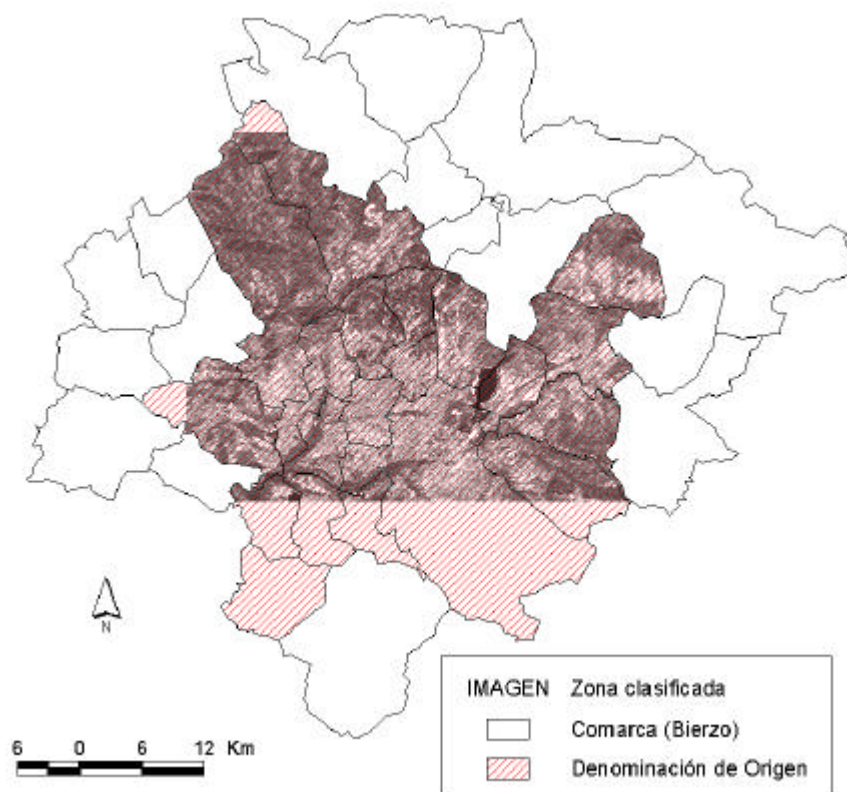 N
6 0 6 12 Km
IMAGEN Zona clasificada
Comarca (Bierzo)
Denominación de Origen